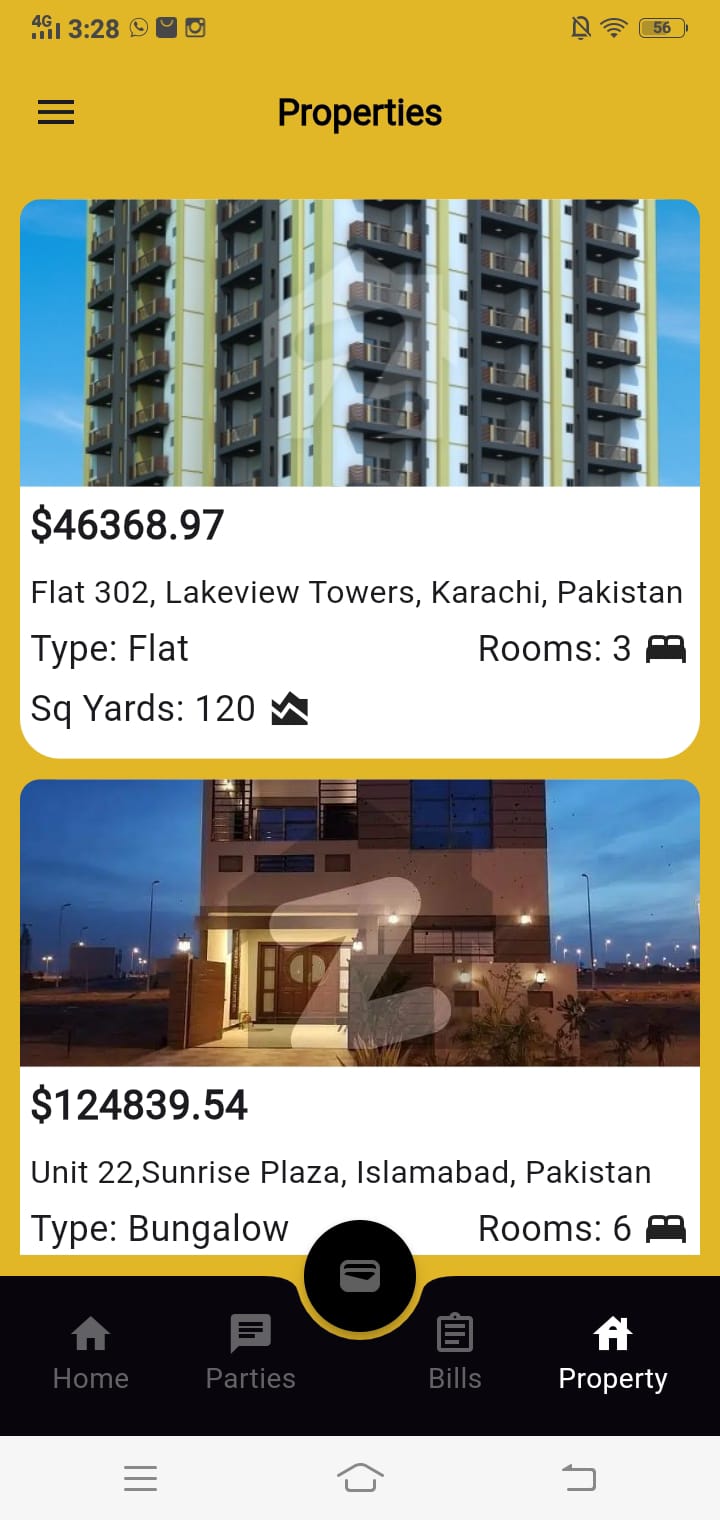 4G 3:28 56
Properties
$46368.97
Flat 302, Lakeview Towers, Karachi, Pakistan
Type: Flat Rooms: 3
Sq Yards: 120
$124839.54
Unit 22,Sunrise Plaza, Islamabad, Pakistan
Type: Bungalow Rooms: 6
Home Parties Bills Property